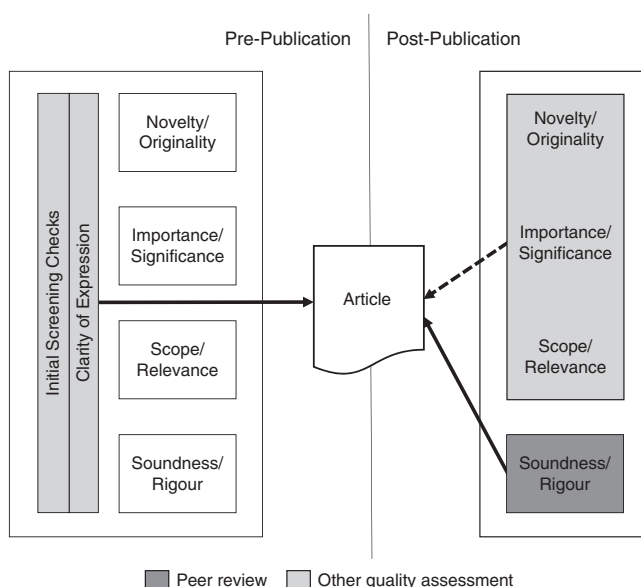 Pre-Publication
Post-Publication
Initial Screening Checks
Clarity of Expression
Novelty/
Originality
Importance/
Significance
Scope/
Relevance
Soundness/
Rigour
Article
Novelty/
Originality
Importance/
Significance
Scope/
Relevance
Soundness/
Rigour
Peer review
Other quality assessment